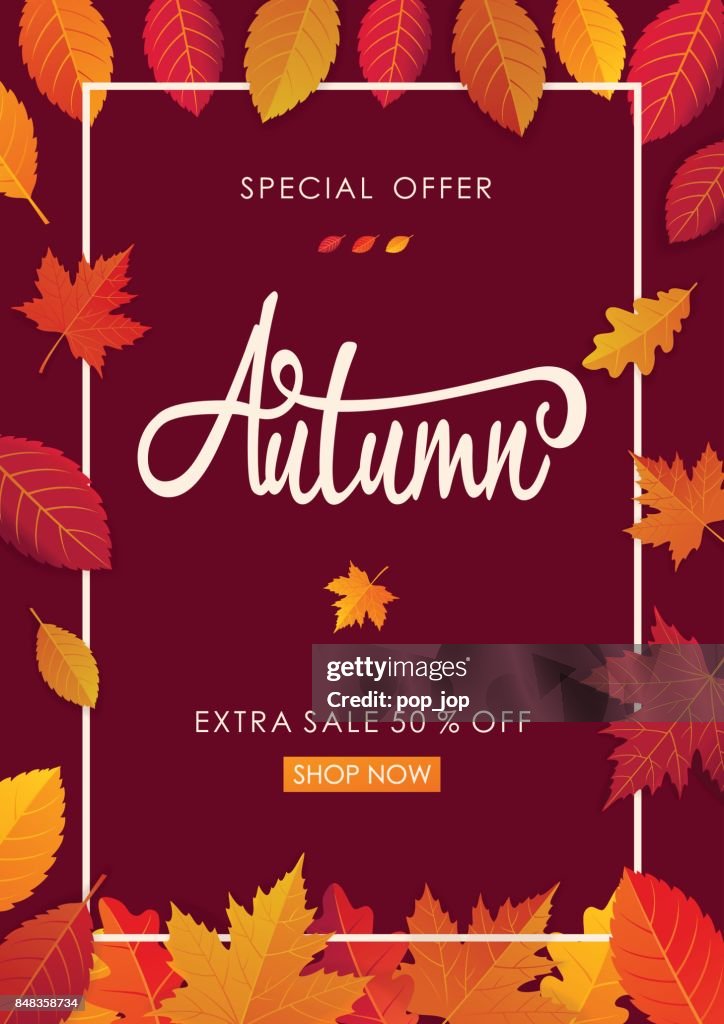 SPECIAL OFFER
Autumn
gettyimages®
Credit: pop_jop
EXTRA SALE 50 % OFF
SHOP NOW
848358734